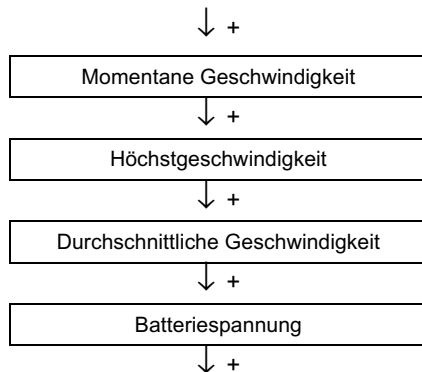 ↓ +
Momentane Geschwindigkeit
↓ +
Höchstgeschwindigkeit
↓ +
Durchschnittliche Geschwindigkeit
↓ +
Batteriespannung
↓ +